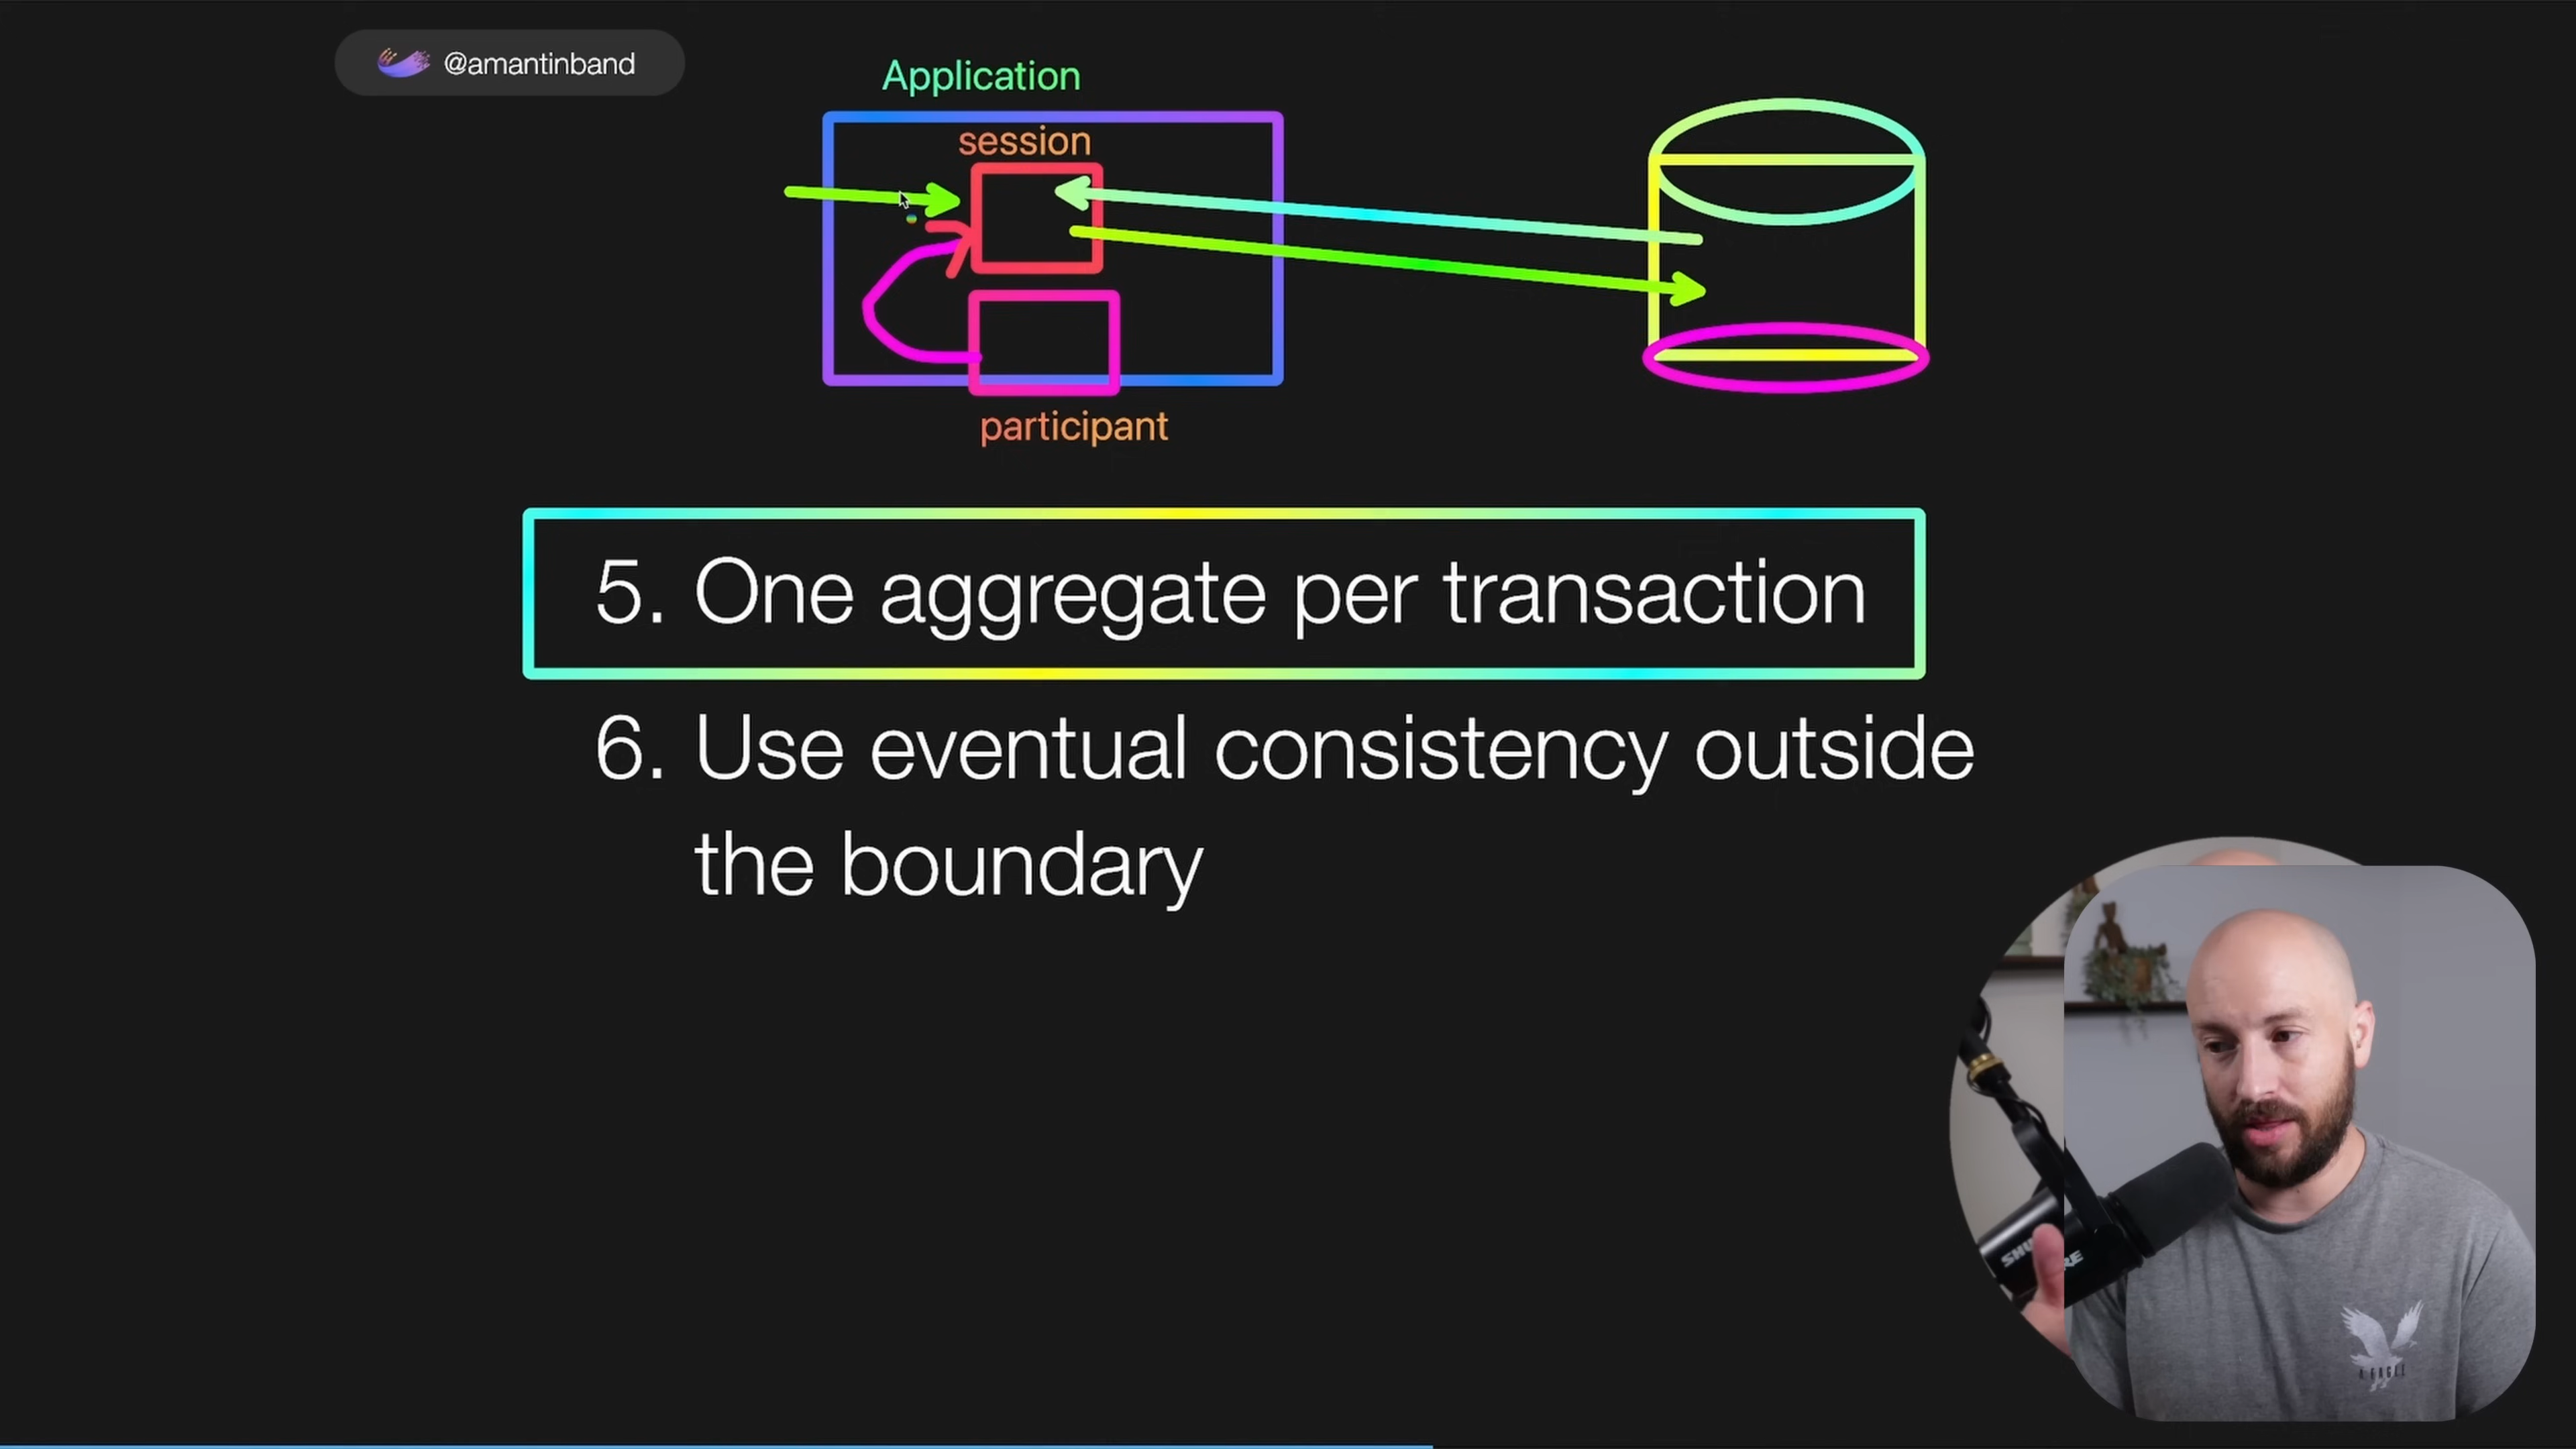 @amantinband
Application
session
participant
5. One aggregate per transaction
6. Use eventual consistency outside
the boundary